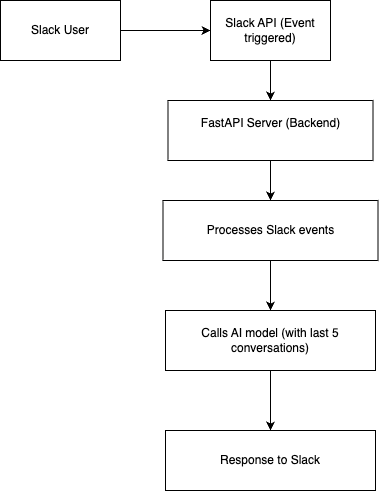 Slack User
Slack API (Event
triggered)
FastAPI Server (Backend)
Processes Slack events
Calls AI model (with last 5
conversations)
Response to Slack